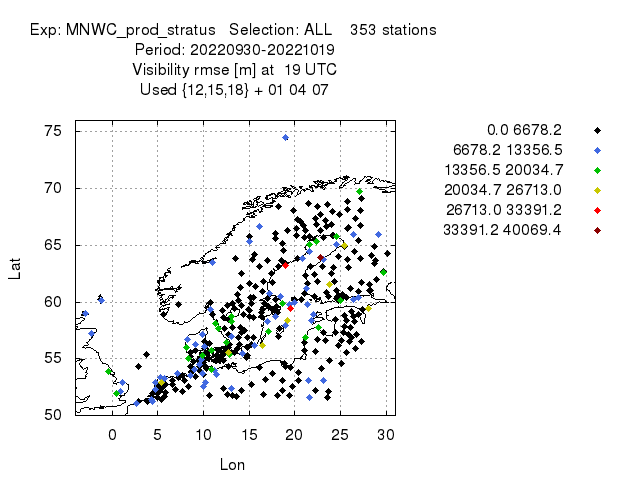 Exp: MNWC_prod_stratus Selection: ALL 353 stations
Period: 20220930-20221019
Visibility rmse [m] at 19 UTC
Used {12,15,18} + 01 04 07
0.0 6678.2
6678.2 13356.5
13356.5 20034.7
20034.7 26713.0
26713.0 33391.2
33391.2 40069.4
75
70
65
60
55
50
Lat
0 5 10 15 20 25 30
Lon